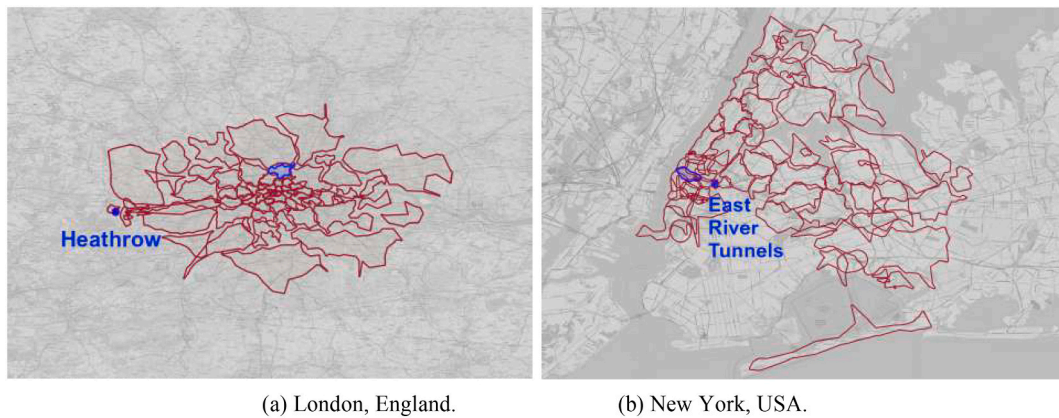 Heathrow
East
River
Tunnels
(a) London, England.
(b) New York, USA.